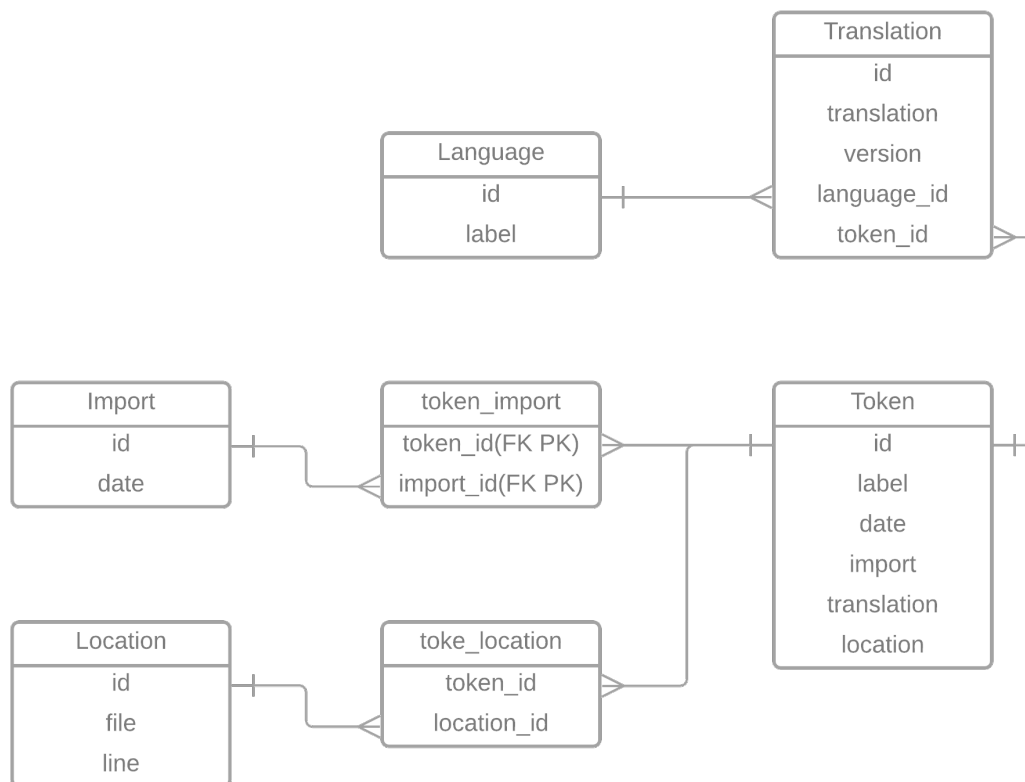 Translation
id
translation
version
language_id
token_id
Language
id
label
Import
id
date
token_import
token_id(FK PK)
import_id(FK PK)
Token
id
label
date
import
translation
location
Location
id
file
line
toke_location
token_id
location_id